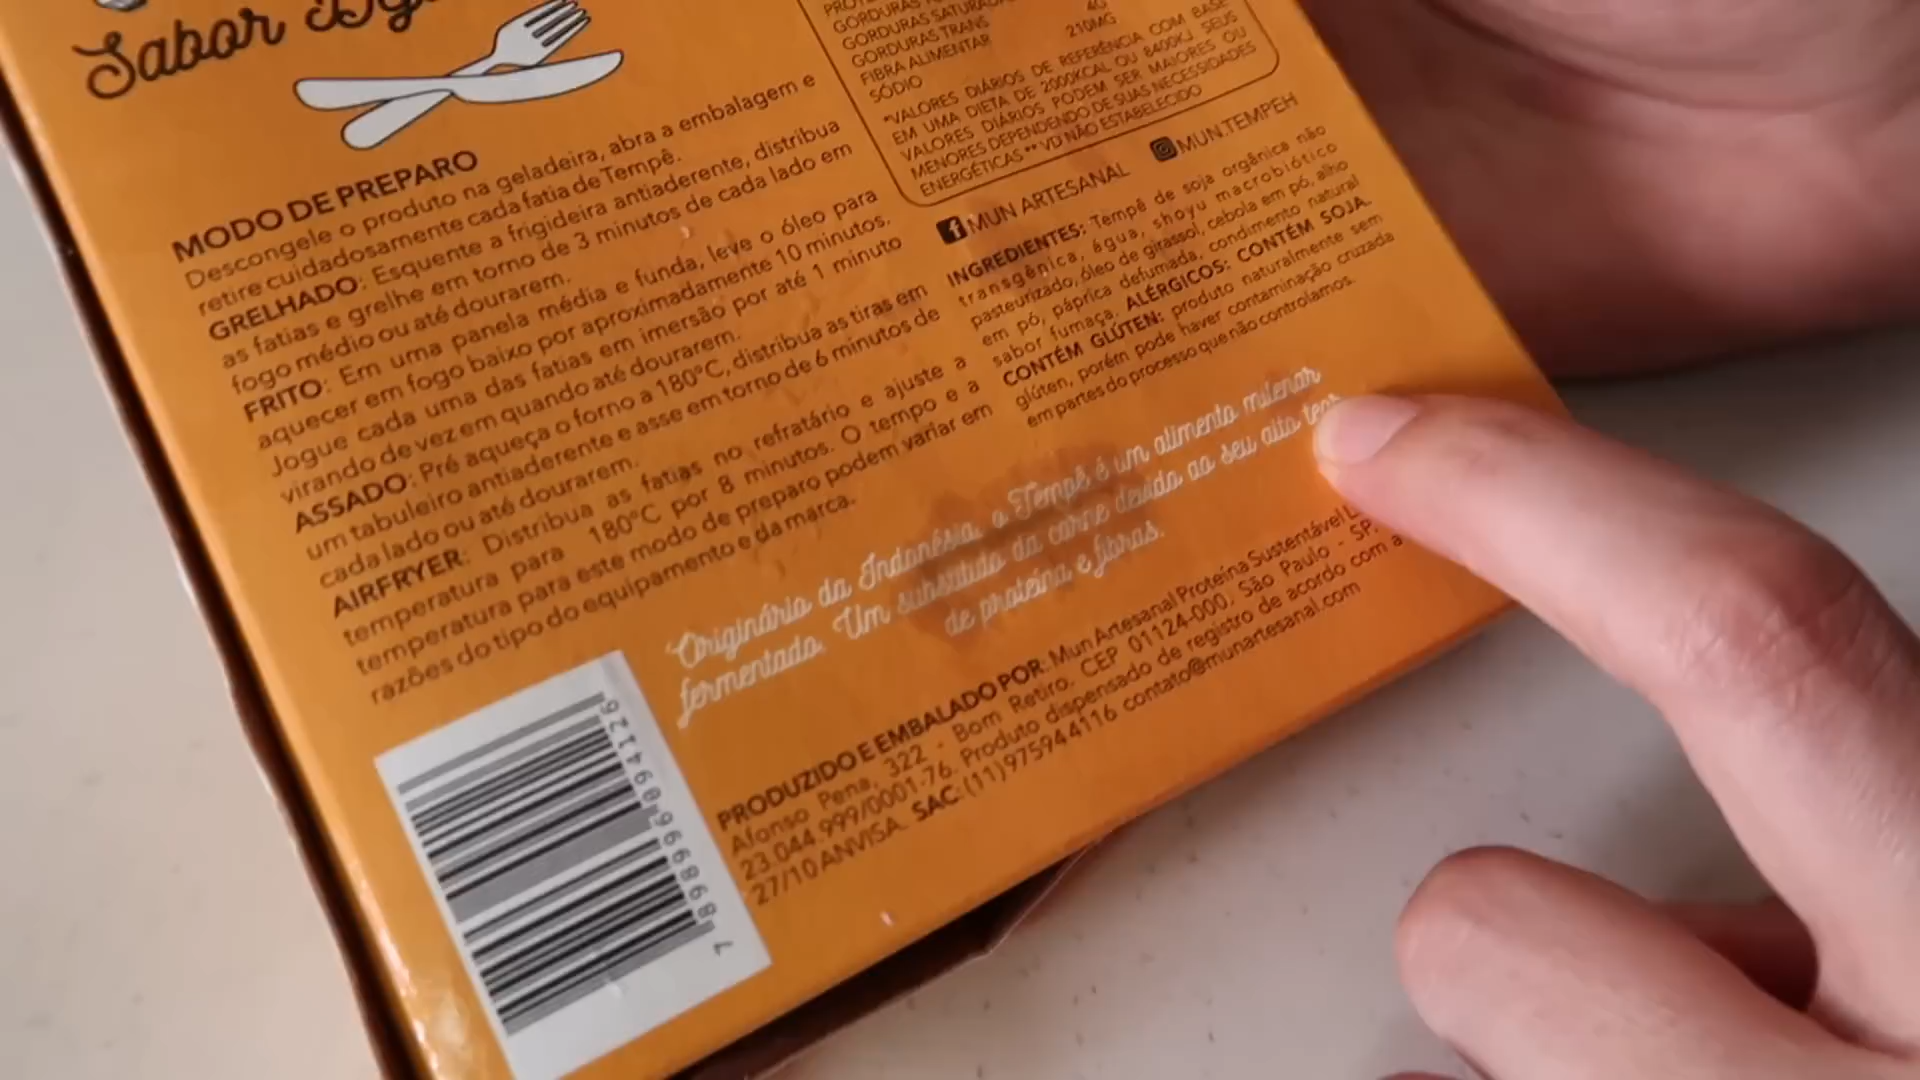 Sabor
MODO DE PREPARO
Descongele o produto na geladeira, abra a embalagem e
retire cuidadosamente cada fatia de Tempê.
GRELHADO: Esquente a frigideira antiaderente, distribua
as fatias e grelhe em torno de 3 minutos de cada lado em
fogo médio ou até dourarem.
FRITO: Em uma panela média e funda, leve o óleo para
aquecer em fogo baixo por aproximadamente 10 minutos.
Jogue cada uma das fatias em imersão por até 1 minuto
virando de vez em quando até dourarem.
ASSADO: Pré aqueça o forno a 180°C, distribua as tiras em
um tabuleiro antiaderente e asse em torno de 6 minutos de
cada lado ou até dourarem.
AIRFRYER: Distribua as fatias no refratário e ajuste a
temperatura para 180°C por 8 minutos. O tempo e a
temperatura para este modo de preparo podem variar em
razões do tipo do equipamento e da marca.
GORDURAS
GORDURAS SATURADAS
GORDURAS TRANS
FIBRA ALIMENTAR 4G
SÓDIO 210MG
*VALORES DIÁRIOS DE REFERÊNCIA COM BASE
EM UMA DIETA DE 2000KCAL OU 8400KJ SEUS
VALORES DIÁRIOS PODEM SER MAIORES OU
MENORES DEPENDENDO DE SUAS NECESSIDADES
ENERGÉTICAS ** VD NÃO ESTABELECIDO
MUN ARTESANAL MUN.TEMPEH
INGREDIENTES: Tempê de soja orgânica não
transgênica, água, shoyu macrobiótico
pasteurizado, óleo de girassol, cebola em pó, alho
em pó, páprica defumada, condimento natural
sabor fumaça. ALÉRGICOS: CONTÉM SOJA.
CONTÉM GLÚTEN: produto naturalmente sem
glúten, porém pode haver contaminação cruzada
em partes do processo que não controlamos.
Originário da Indonésia, o Tempê é um alimento milenar
fermentado. Um substituto da carne devido ao seu alto teor
de proteína e fibras.
PRODUZIDO E EMBALADO POR: Mun Artesanal Proteína Sustentável
Afonso Pena, 322 - Bom Retiro. CEP 01124-000, São Paulo - SP.
23 044 999/0001-76. Produto dispensado de registro de acordo com a
27/10 ANVISA. SAC: (11) 97594 4116 contato@munartesanal.com